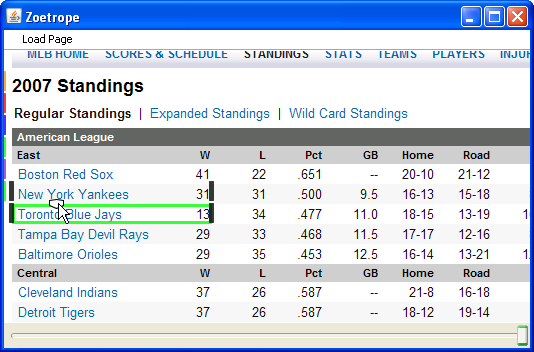 Zoetrope
Load Page
MLB HOME SCORES & SCHEDULE STANDINGS STATS TEAMS PLAYERS INJUR
2007 Standings
Regular Standings | Expanded Standings | Wild Card Standings
American League
East W L Pct GB Home Road
Boston Red Sox 41 22 .651 -- 20-10 21-12
New York Yankees 31 31 .500 9.5 16-13 15-18
Toronto Blue Jays 13 34 .477 11.0 18-15 13-19
Tampa Bay Devil Rays 29 33 .468 11.5 17-17 12-16
Baltimore Orioles 29 35 .453 12.5 16-14 13-21
Central W L Pct GB Home Road
Cleveland Indians 37 26 .587 -- 21-8 16-18
Detroit Tigers 37 26 .587 -- 18-12 19-14